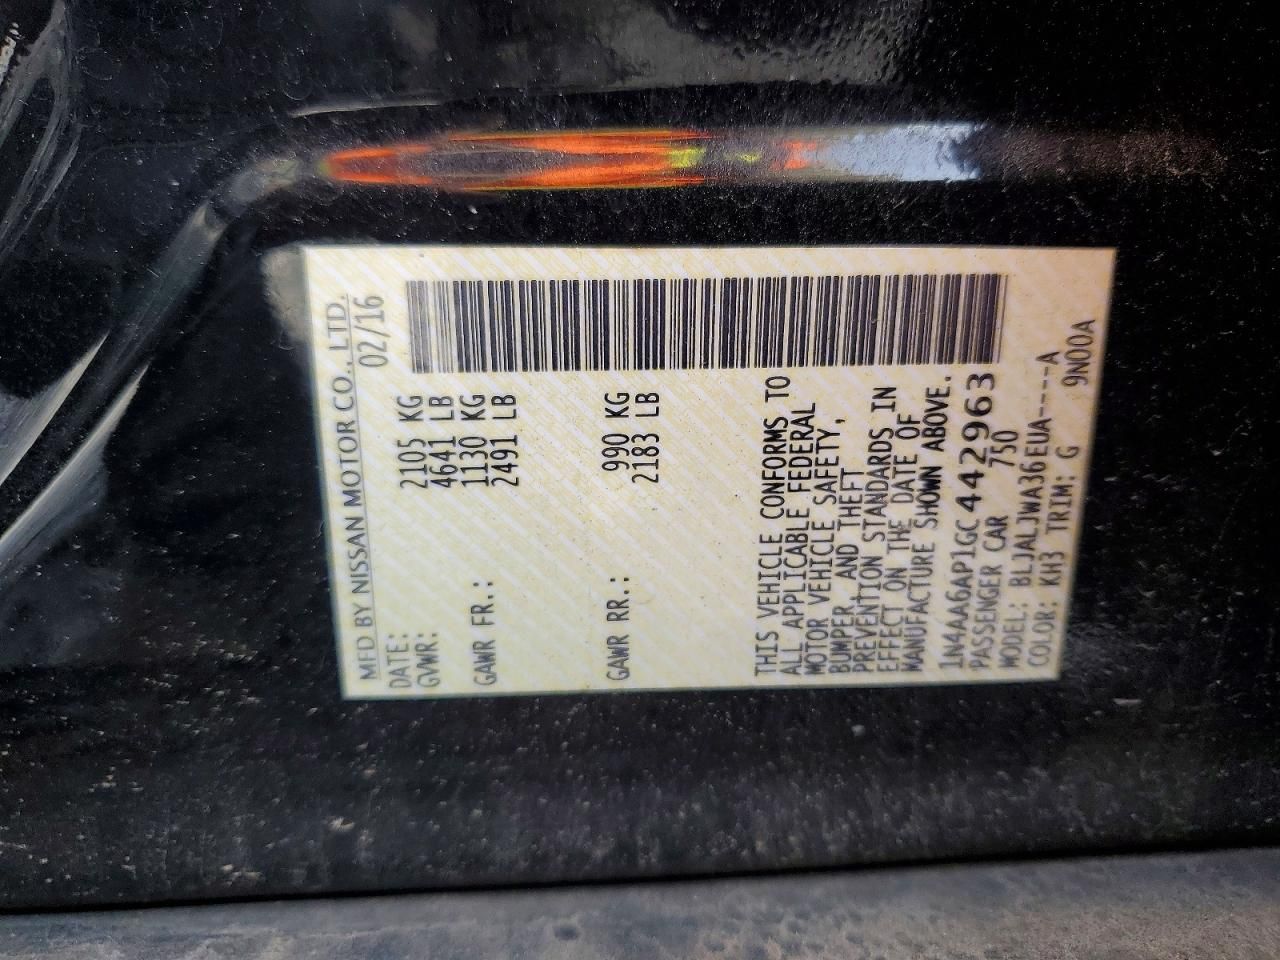 MFD BY NISSAN MOTOR CO., LTD.
DATE: 02/16
GVWR: 2105 KG
4641 LB
GAWR FR.: 1130 KG
2491 LB
GAWR RR.: 990 KG
2183 LB
THIS VEHICLE CONFORMS TO
ALL APPLICABLE FEDERAL
MOTOR VEHICLE SAFETY,
BUMPER, AND THEFT
PREVENTION STANDARDS IN
EFFECT ON THE DATE OF
MANUFACTURE SHOWN ABOVE.
1N4AA6AP1GC442963
PASSENGER CAR 750
MODEL: BLJALJWA36EUA----A
COLOR: KH3 TRIM: G 9N00A